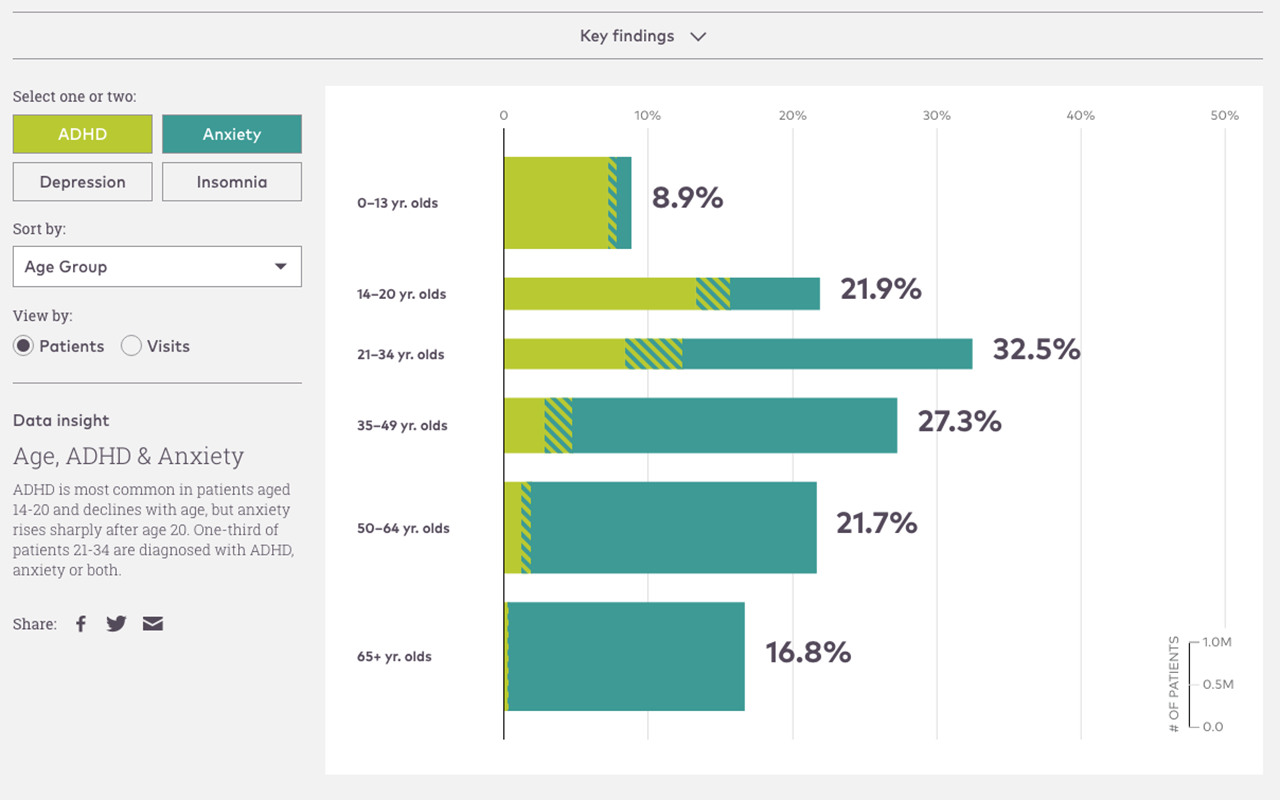 Key findings
Select one or two:
ADHD
Anxiety
Depression
Insomnia
Sort by:
Age Group
View by:
Patients
Visits
Data insight
Age, ADHD & Anxiety
ADHD is most common in patients aged
14-20 and declines with age, but anxiety
rises sharply after age 20. One-third of
patients 21-34 are diagnosed with ADHD,
anxiety or both.
Share:
0 10% 20% 30% 40% 50%
0–13 yr. olds 8.9%
14–20 yr. olds 21.9%
21–34 yr. olds 32.5%
35–49 yr. olds 27.3%
50–64 yr. olds 21.7%
65+ yr. olds 16.8%
# OF PATIENTS
1.0M
0.5M
0.0